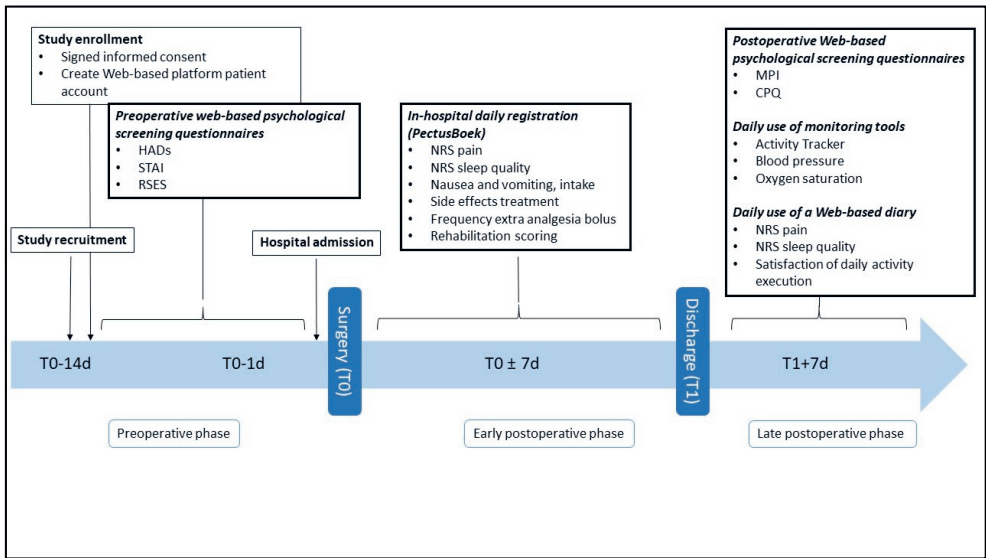 Study enrollment
• Signed informed consent
• Create Web-based platform patient
account
Preoperative web-based psychological
screening questionnaires
• HADs
• STAI
• RSES
Study recruitment
Hospital admission
In-hospital daily registration
(PectusBoek)
• NRS pain
• NRS sleep quality
• Nausea and vomiting, intake
• Side effects treatment
• Frequency extra analgesia bolus
• Rehabilitation scoring
Postoperative Web-based
psychological screening questionnaires
• MPI
• CPQ
Daily use of monitoring tools
• Activity Tracker
• Blood pressure
• Oxygen saturation
Daily use of a Web-based diary
• NRS pain
• NRS sleep quality
• Satisfaction of daily activity
execution
T0-14d
T0-1d
Surgery (T0)
T0 ± 7d
Discharge (T1)
T1+7d
Preoperative phase
Early postoperative phase
Late postoperative phase